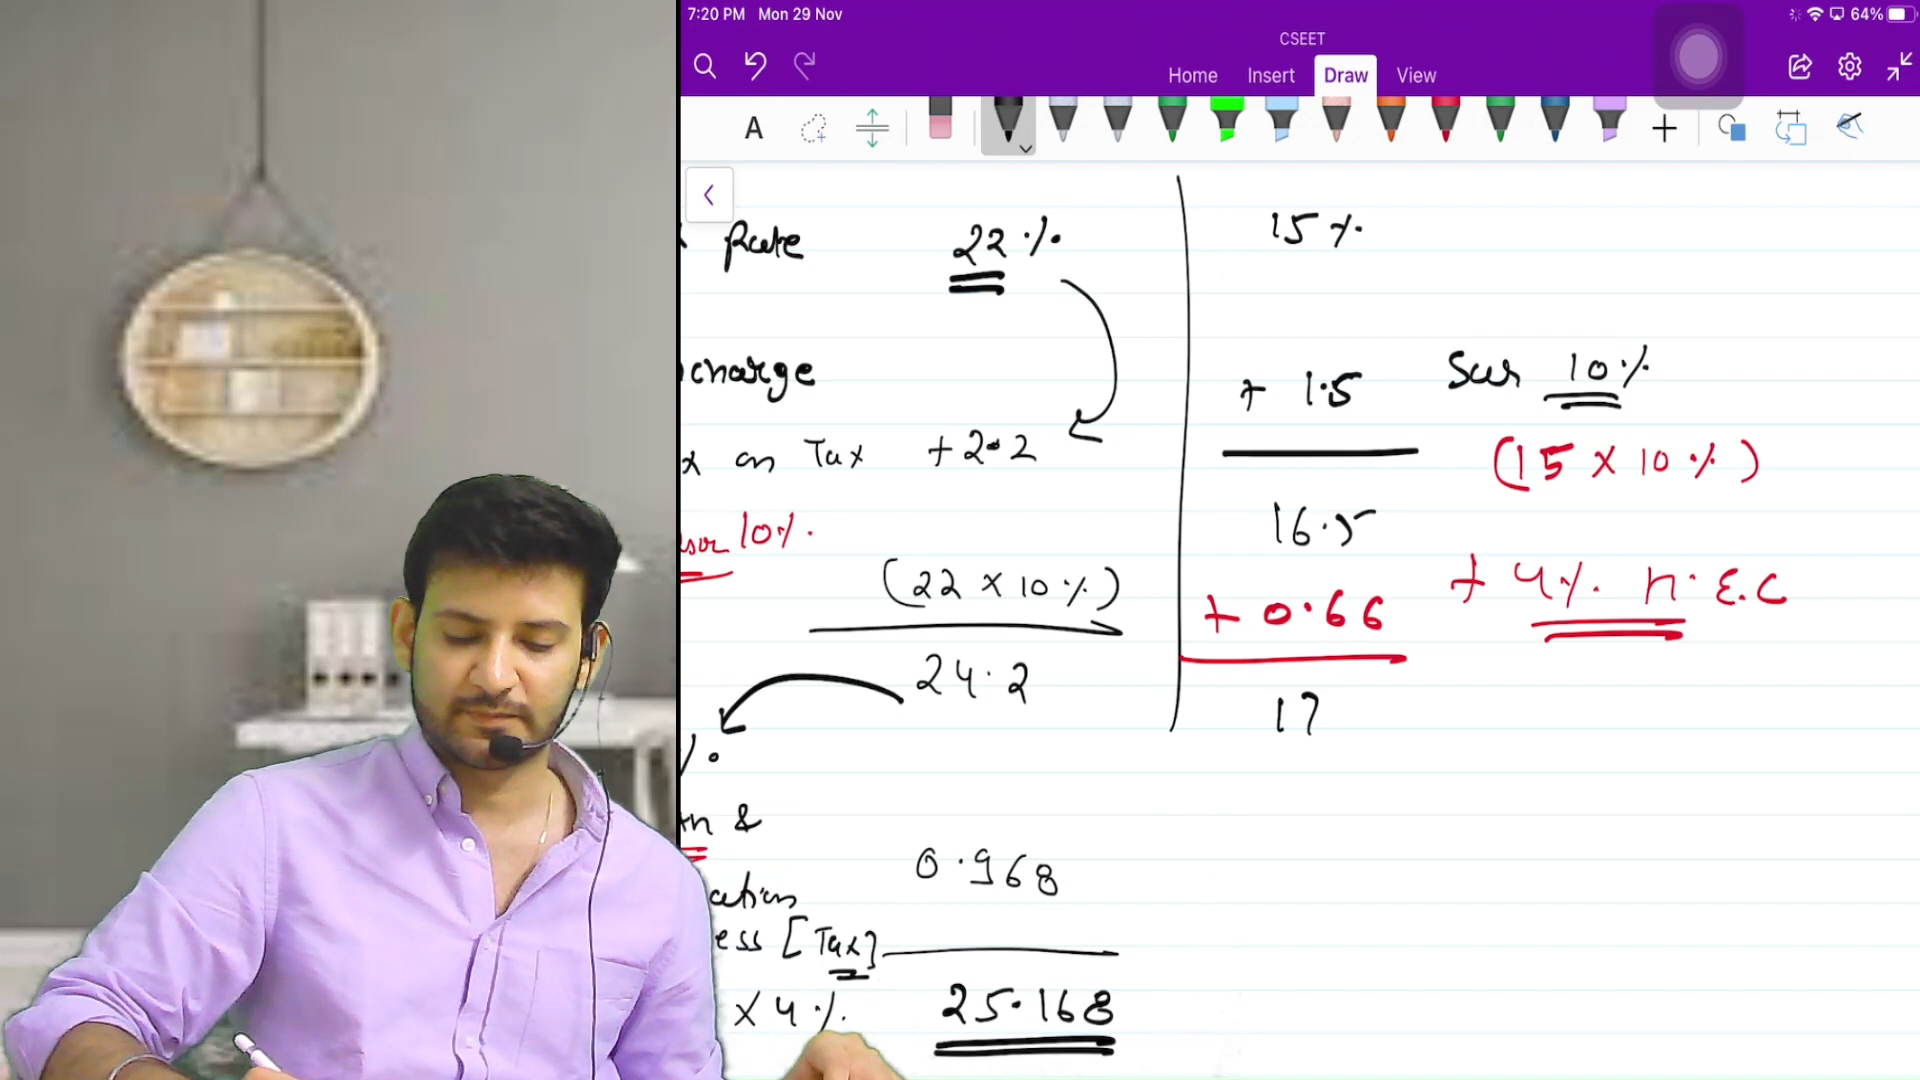 7:20 PM Mon 29 Nov
64%
CSEET
Home Insert Draw View
A
Rate 22%
charge
on Tax +2.2
10%.
(22 x 10%)
24.2
%
n &
0.968
cation
ess [Tax]
x 4%. 25.168
15%
+ 1.5 Sur 10%
(15 x 10%)
16.5
+ 0.66 + 4%. H.E.C
17